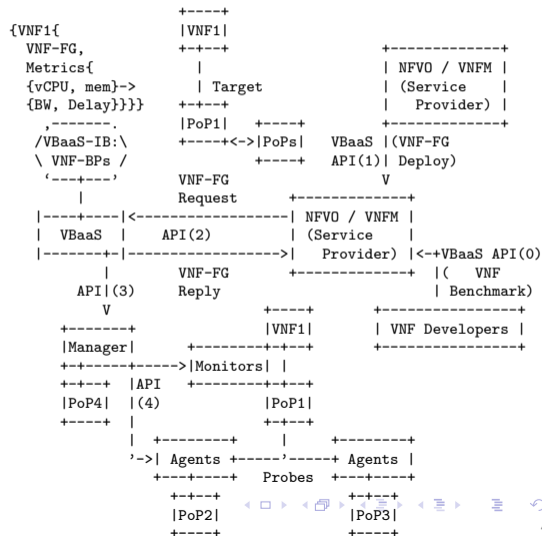 +----+
{VNF1{               |VNF1|
  VNF-FG,            +-+--+                  +-------------+
  Metrics{             |                     | NFVO / VNFM |
  {vCPU, mem}->        | Target              | (Service    |
  {BW, Delay}}}}     +-+--+                  |   Provider) |
   ,-------.         |PoP1|   +----+         +-------------+
  /VBaaS-IB:\        +----+<->|PoPs|   VBaaS |(VNF-FG
  \ VNF-BPs /                 +----+   API(1)| Deploy)
   ‘---+---’         VNF-FG                  V
       |             Request      +-------------+
  |----+----|<-------------------| NFVO / VNFM |
  |  VBaaS  |    API(2)          | (Service    |
  |-------+-|------------------->|   Provider) |<-+VBaaS API(0)
          |          VNF-FG      +-------------+  |(  VNF
       API|(3)       Reply                        | Benchmark)
          V                    +----+     +----------------+
     +-------+                 |VNF1|     | VNF Developers |
     |Manager|       +---------+-+--+     +----------------+
     +-+-----+------>|Monitors| |
     +-+--+  |API    +--------+-+--+
     |PoP4|  |(4)              |PoP1|
     +----+  |                 +-+--+
             |  +--------+     |     +--------+
             ’->| Agents +-----’-----+ Agents |
                +---+----+   Probes  +---+----+
                  +-+--+               +-+--+
                  |PoP2|               |PoP3|
                  +----+               +----+